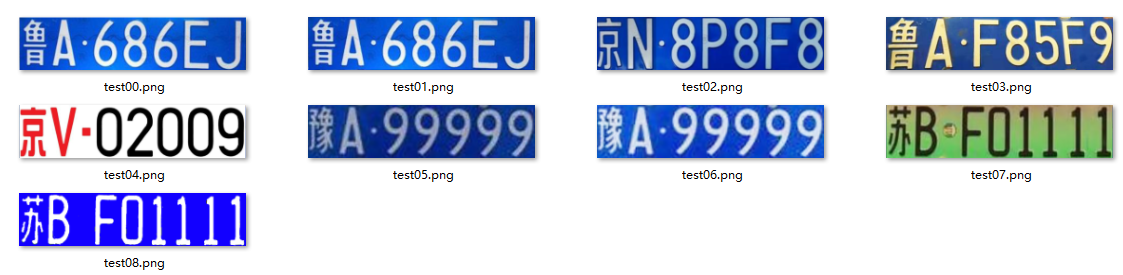 鲁A·686EJ
鲁A·686EJ
京N·8P8F8
鲁A·F85F9
test00.png
test01.png
test02.png
test03.png
京V·02009
豫A·99999
豫A·99999
苏B·F01111
test04.png
test05.png
test06.png
test07.png
苏B F01111
test08.png